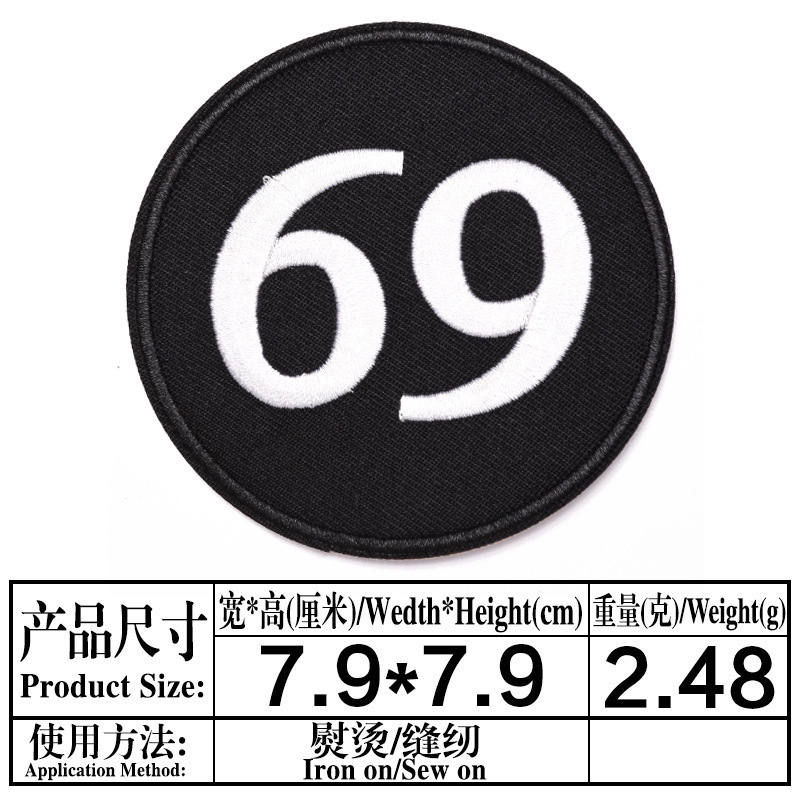 69
产品尺寸
Product Size:
宽*高(厘米)/Wedth*Height(cm)
7.9*7.9
重量(克)/Weight(g)
2.48
使用方法:
Application Method:
熨烫/缝纫
Iron on/Sew on